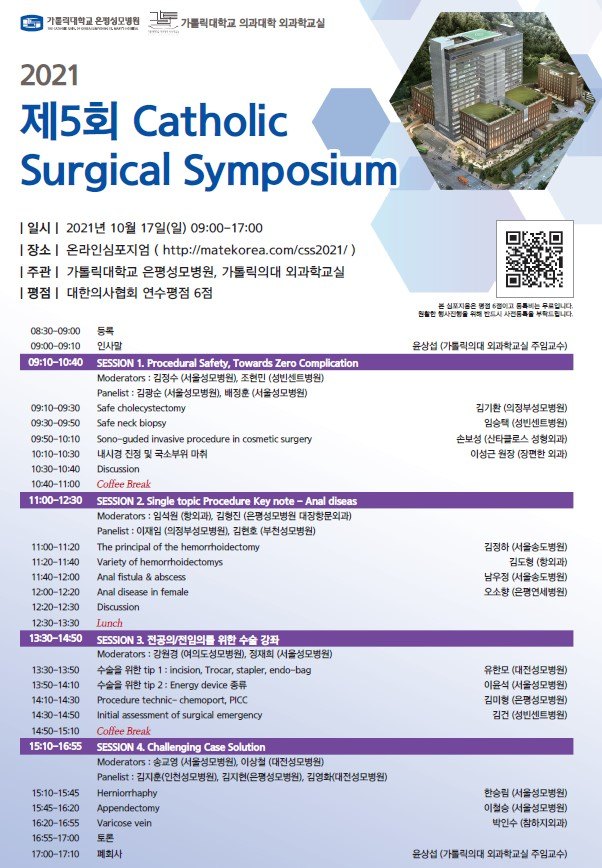 가톨릭대학교 은평성모병원
가톨릭대학교 의과대학 외과학교실
2021
제5회 Catholic
Surgical Symposium
| 일시 | 2021년 10월 17일(일) 09:00-17:00
| 장소 | 온라인심포지엄 ( http://matekorea.com/css2021/ )
| 주관 | 가톨릭대학교 은평성모병원, 가톨릭의대 외과학교실
| 평점 | 대한의사협회 연수평점 6점
본 심포지움은 평점 6점이고 등록비는 무료입니다.
원활한 행사진행을 위해 반드시 사전등록을 부탁드립니다.
08:30-09:00 등록
09:00-09:10 인사말 윤상섭 (가톨릭의대 외과학교실 주임교수)
09:10-10:40 SESSION 1. Procedural Safety, Towards Zero Complication
Moderators : 김정수 (서울성모병원), 조현민 (성빈센트병원)
Panelist : 김광순 (서울성모병원), 배정훈 (서울성모병원)
09:10-09:30 Safe cholecystectomy 김기환 (의정부성모병원)
09:30-09:50 Safe neck biopsy 임승택 (성빈센트병원)
09:50-10:10 Sono-guded invasive procedure in cosmetic surgery 손보성 (산타클로스 성형외과)
10:10-10:30 내시경 진정 및 국소부위 마취 이성근 원장 (장편한 외과)
10:30-10:40 Discussion
10:40-11:00 Coffee Break
11:00-12:30 SESSION 2. Single topic Procedure Key note - Anal diseas
Moderators : 임석원 (항외과), 김형진 (은평성모병원 대장항문외과)
Panelist : 이재임 (의정부성모병원), 김현호 (부천성모병원)
11:00-11:20 The principal of the hemorrhoidectomy 김정하 (서울송도병원)
11:20-11:40 Variety of hemorrhoidectomys 김도형 (항외과)
11:40-12:00 Anal fistula & abscess 남우정 (서울송도병원)
12:00-12:20 Anal disease in female 오소향 (은평연세병원)
12:20-12:30 Discussion
12:30-13:30 Lunch
13:30-14:50 SESSION 3. 전공의/전임의를 위한 수술 강좌
Moderators : 강원경 (여의도성모병원), 정재희 (서울성모병원)
13:30-13:50 수술을 위한 tip 1 : incision, Trocar, stapler, endo-bag 유한모 (대전성모병원)
13:50-14:10 수술을 위한 tip 2 : Energy device 종류 이윤석 (서울성모병원)
14:10-14:30 Procedure technic- chemoport, PICC 김미형 (은평성모병원)
14:30-14:50 Initial assessment of surgical emergency 김건 (성빈센트병원)
14:50-15:10 Coffee Break
15:10-16:55 SESSION 4. Challenging Case Solution
Moderators : 송교영 (서울성모병원), 이상철 (대전성모병원)
Panelist : 김지훈(인천성모병원), 김지현(은평성모병원), 김영화(대전성모병원)
15:10-15:45 Herniorrhaphy 한승림 (서울성모병원)
15:45-16:20 Appendectomy 이철승 (서울성모병원)
16:20-16:55 Varicose vein 박인수 (참하지외과)
16:55-17:00 토론
17:00-17:10 폐회사 윤상섭 (가톨릭의대 외과학교실 주임교수)